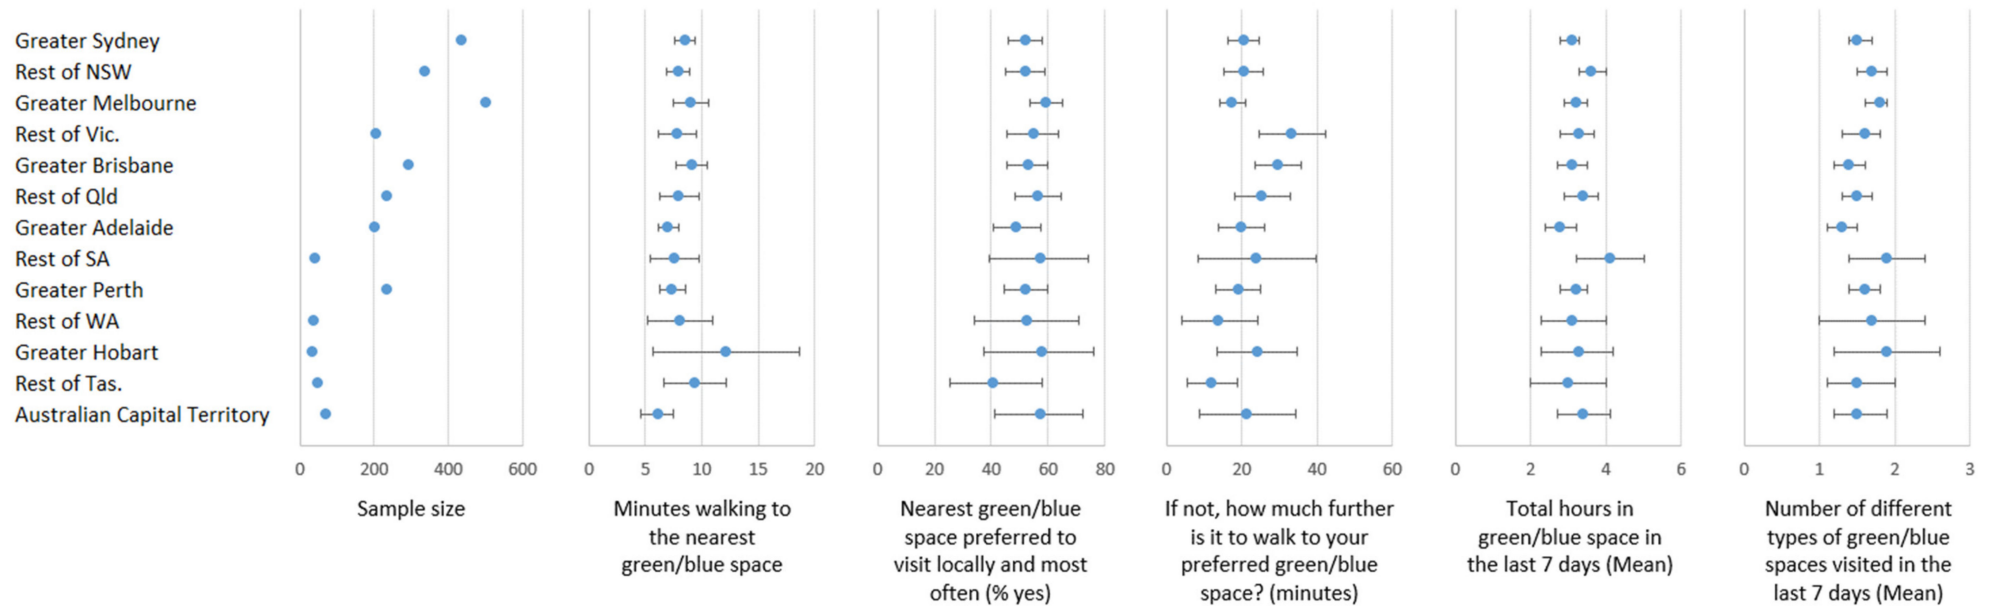 Greater Sydney
Rest of NSW
Greater Melbourne
Rest of Vic.
Greater Brisbane
Rest of Qld
Greater Adelaide
Rest of SA
Greater Perth
Rest of WA
Greater Hobart
Rest of Tas.
Australian Capital Territory
0 200 400 600
Sample size
0 5 10 15 20
Minutes walking to
the nearest
green/blue space
0 20 40 60 80
Nearest green/blue
space preferred to
visit locally and most
often (% yes)
0 20 40 60
If not, how much further
is it to walk to your
preferred green/blue
space? (minutes)
0 2 4 6
Total hours in
green/blue space in
the last 7 days (Mean)
0 1 2 3
Number of different
types of green/blue
spaces visited in the
last 7 days (Mean)